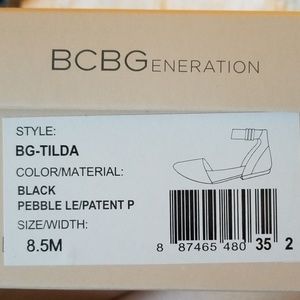 BCBGENERATION
STYLE:
BG-TILDA
COLOR/MATERIAL:
BLACK
PEBBLE LE/PATENT P
SIZE/WIDTH:
8.5M
8 87465 480 35 2